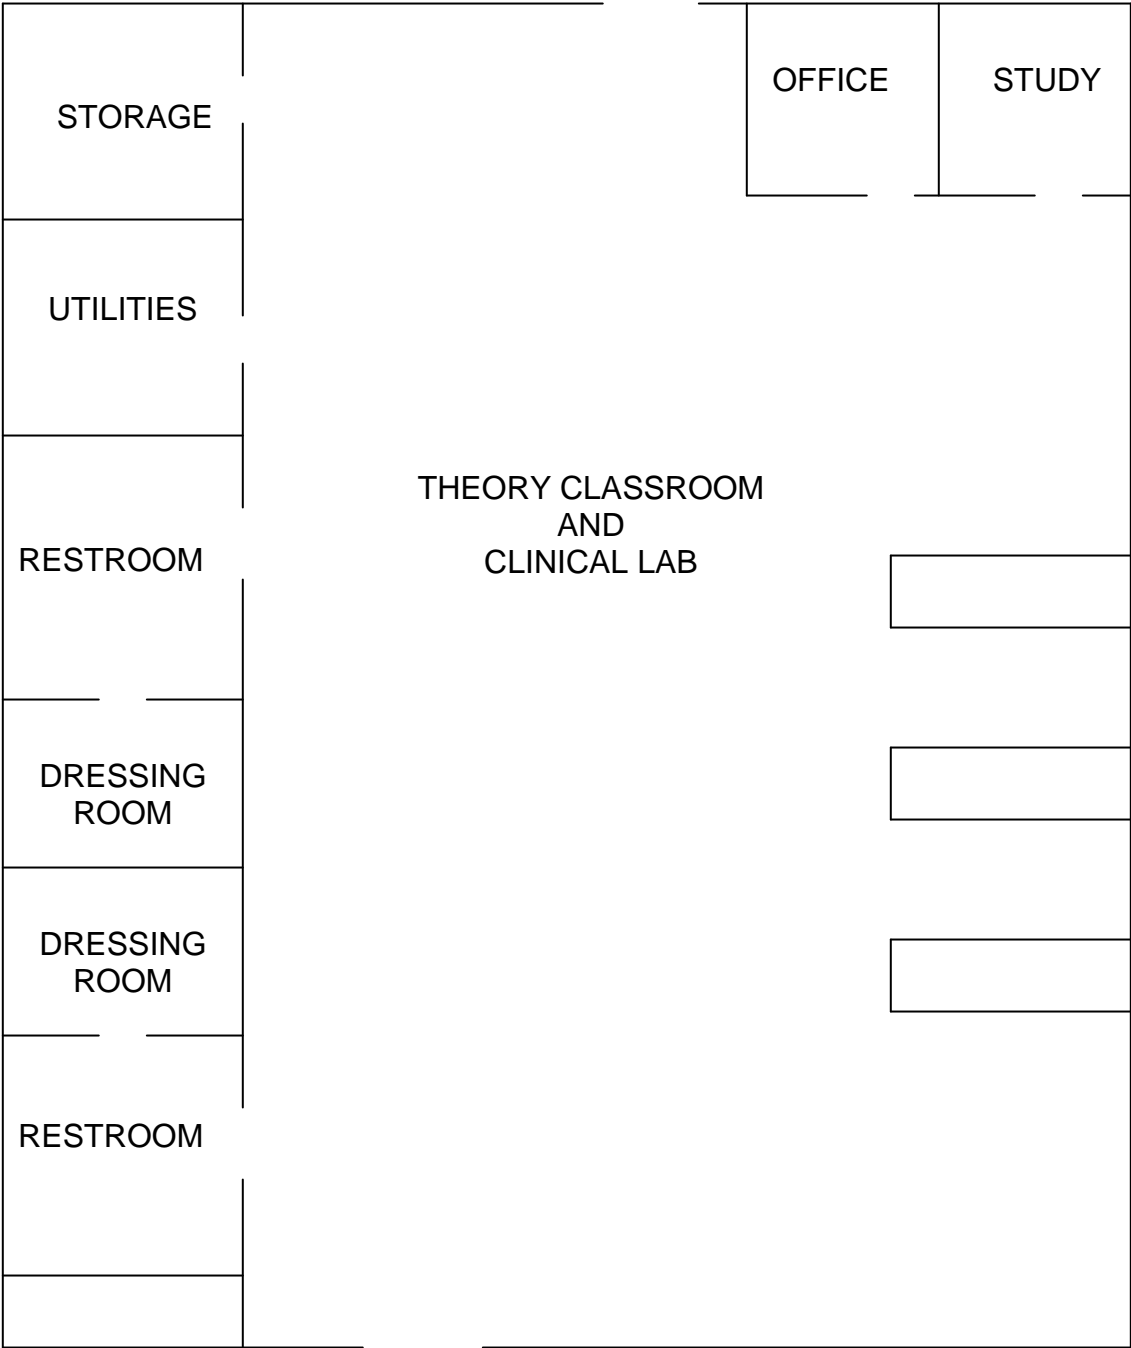 OFFICE
STUDY
STORAGE
UTILITIES
THEORY CLASSROOM
AND
CLINICAL LAB
RESTROOM
DRESSING
ROOM
DRESSING
ROOM
RESTROOM